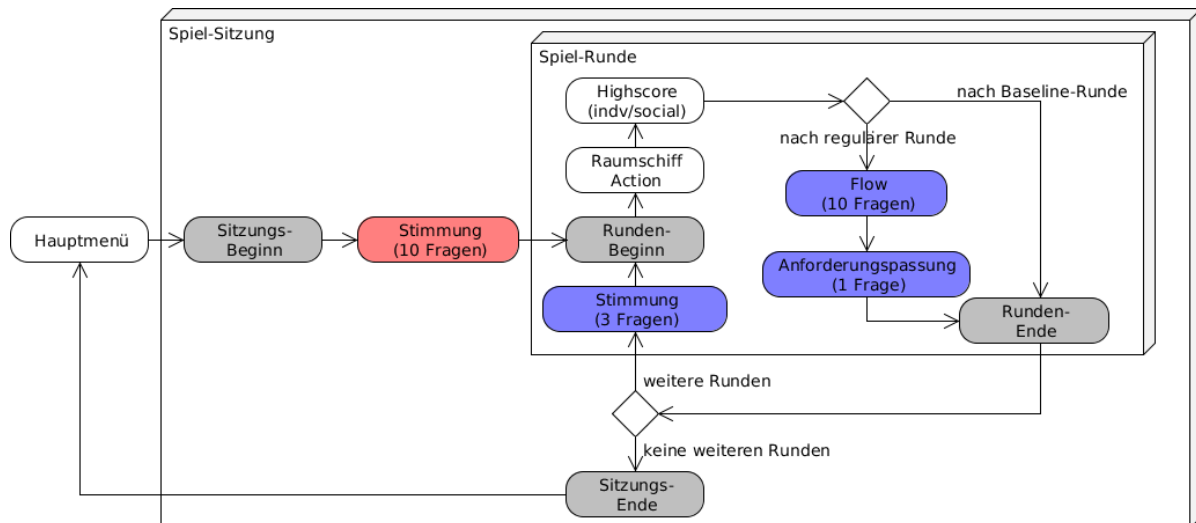 Spiel-Sitzung
Spiel-Runde
Highscore
(indv/social)
nach Baseline-Runde
nach regulärer Runde
Raumschiff
Action
Flow
(10 Fragen)
Hauptmenü
Sitzungs-
Beginn
Stimmung
(10 Fragen)
Runden-
Beginn
Anforderungspassung
(1 Frage)
Stimmung
(3 Fragen)
Runden-
Ende
weitere Runden
keine weiteren Runden
Sitzungs-
Ende